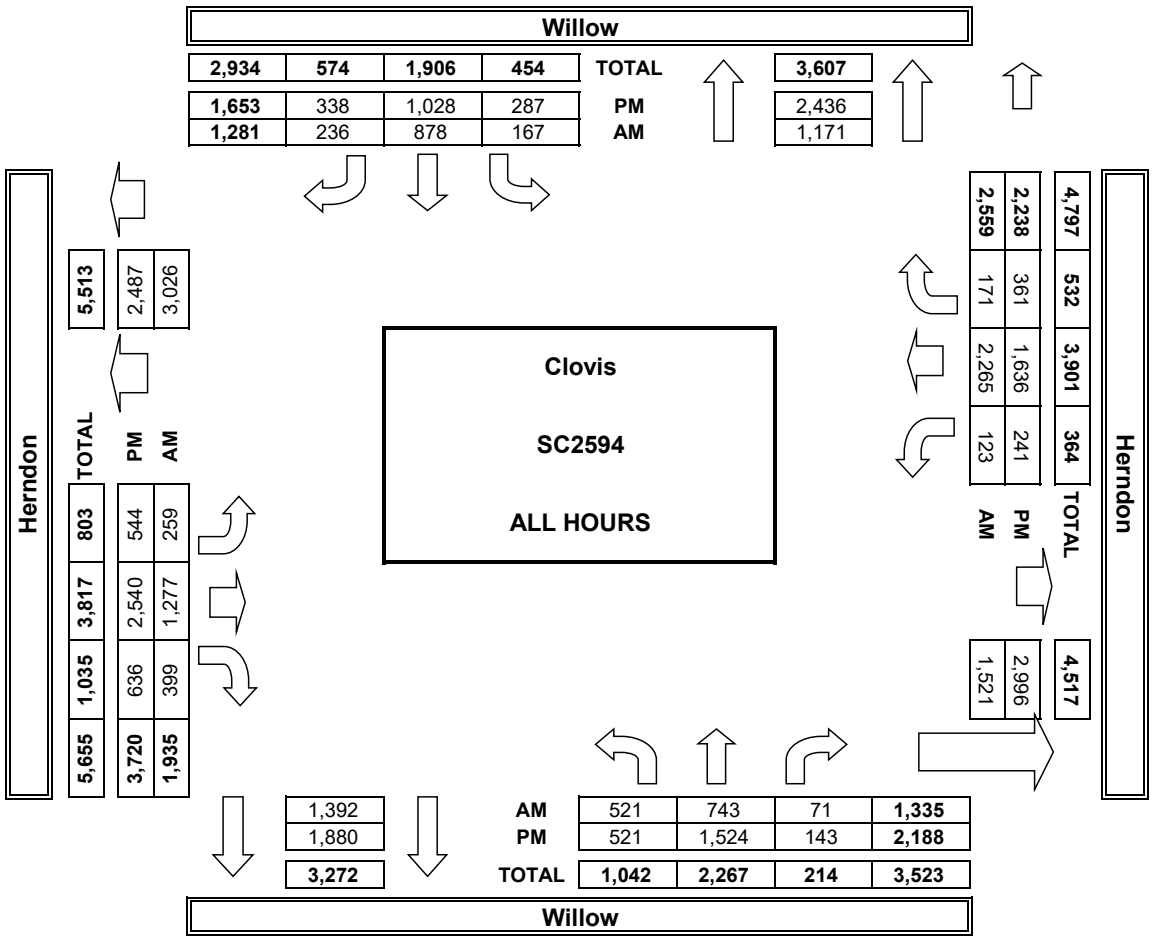 Willow
2,934 574 1,906 454 TOTAL 3,607
1,653 338 1,028 287 PM 2,436
1,281 236 878 167 AM 1,171
Herndon
5,513
2,487
3,026
TOTAL
PM
AM
803 3,817 1,035 5,655
544 2,540 636 3,720
259 1,277 399 1,935
Clovis
SC2594
ALL HOURS
4,797 532 3,901 364 TOTAL 4,517
2,238 361 1,636 241 PM 2,996
2,559 171 2,265 123 AM 1,521
Herndon
1,392 AM 521 743 71 1,335
1,880 PM 521 1,524 143 2,188
3,272 TOTAL 1,042 2,267 214 3,523
Willow